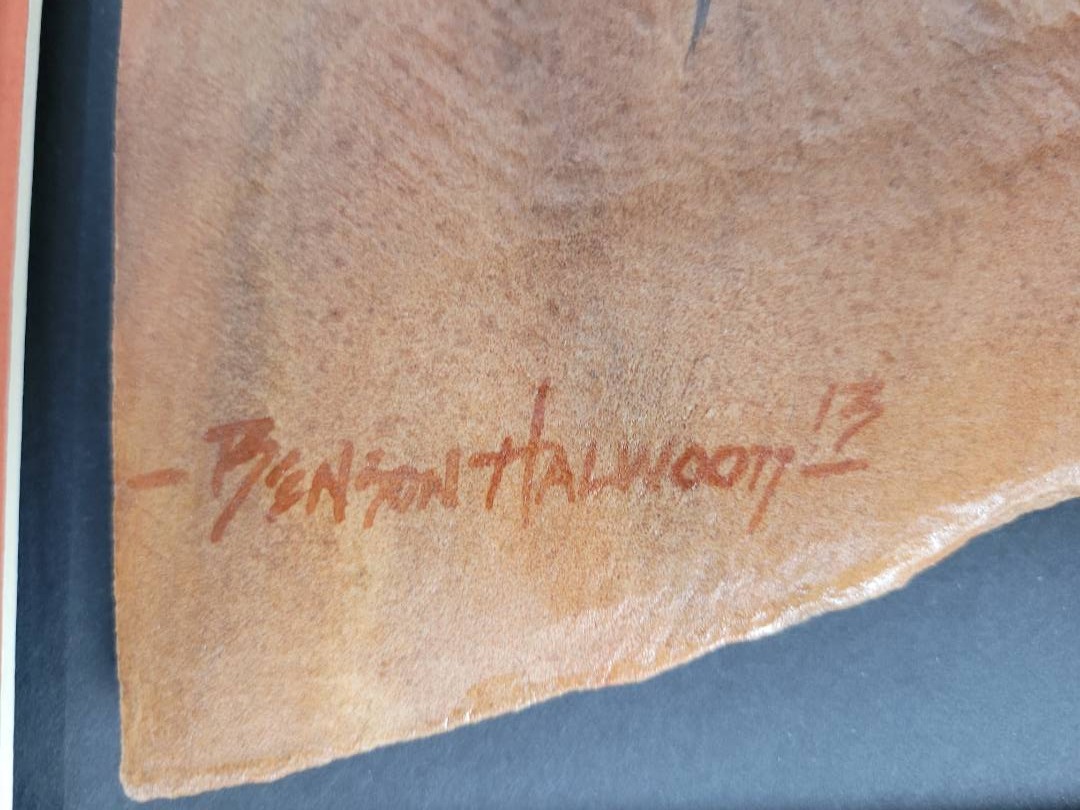 – BENSON HALWOOD – 13